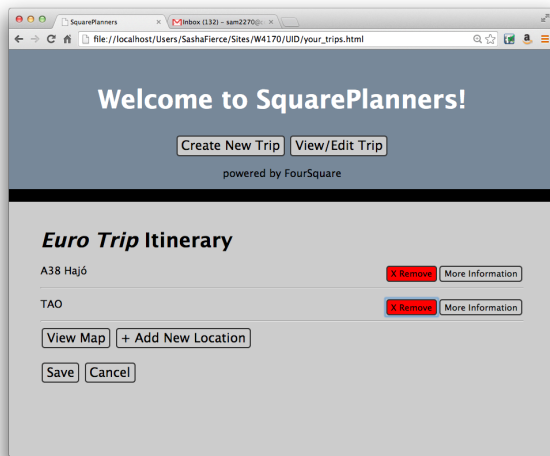 SquarePlanners
Inbox (132) – sam2270@
file://localhost/Users/SashaFierce/Sites/W4170/UID/your_trips.html
Welcome to SquarePlanners!
Create New Trip View/Edit Trip
powered by FourSquare
Euro Trip Itinerary
A38 Hajó X Remove More Information
TAO X Remove More Information
View Map + Add New Location
Save Cancel